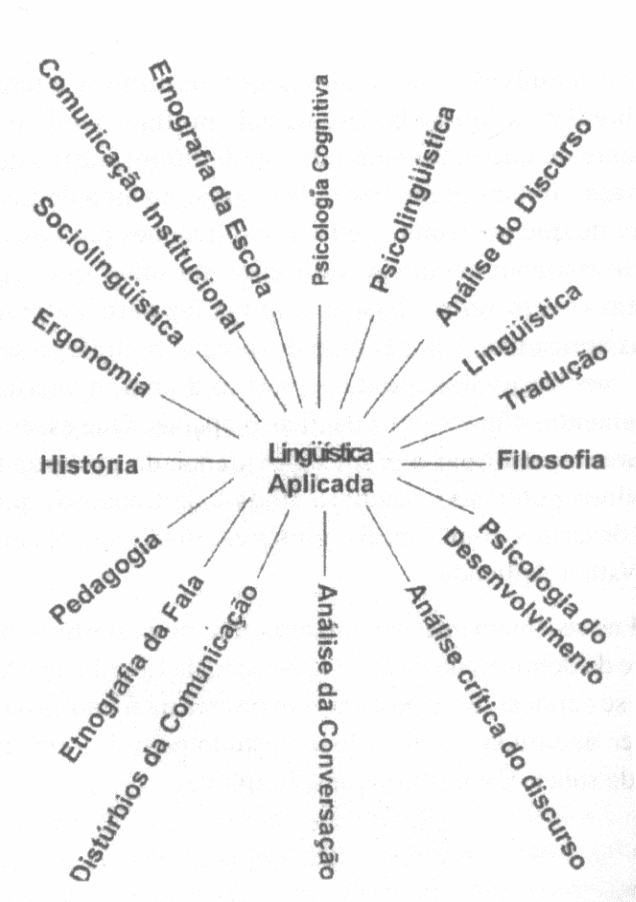 Comunicação Institucional
Etnografia da Escola
Psicologia Cognitiva
Psicolingüística
Análise do Discurso
Sociolingüística
Lingüística
Ergonomia
Tradução
História
Lingüística
Aplicada
Filosofia
Pedagogia
Psicologia do
Desenvolvimento
Etnografia da Fala
Distúrbios da Comunicação
Análise da Conversação
Análise crítica do discurso